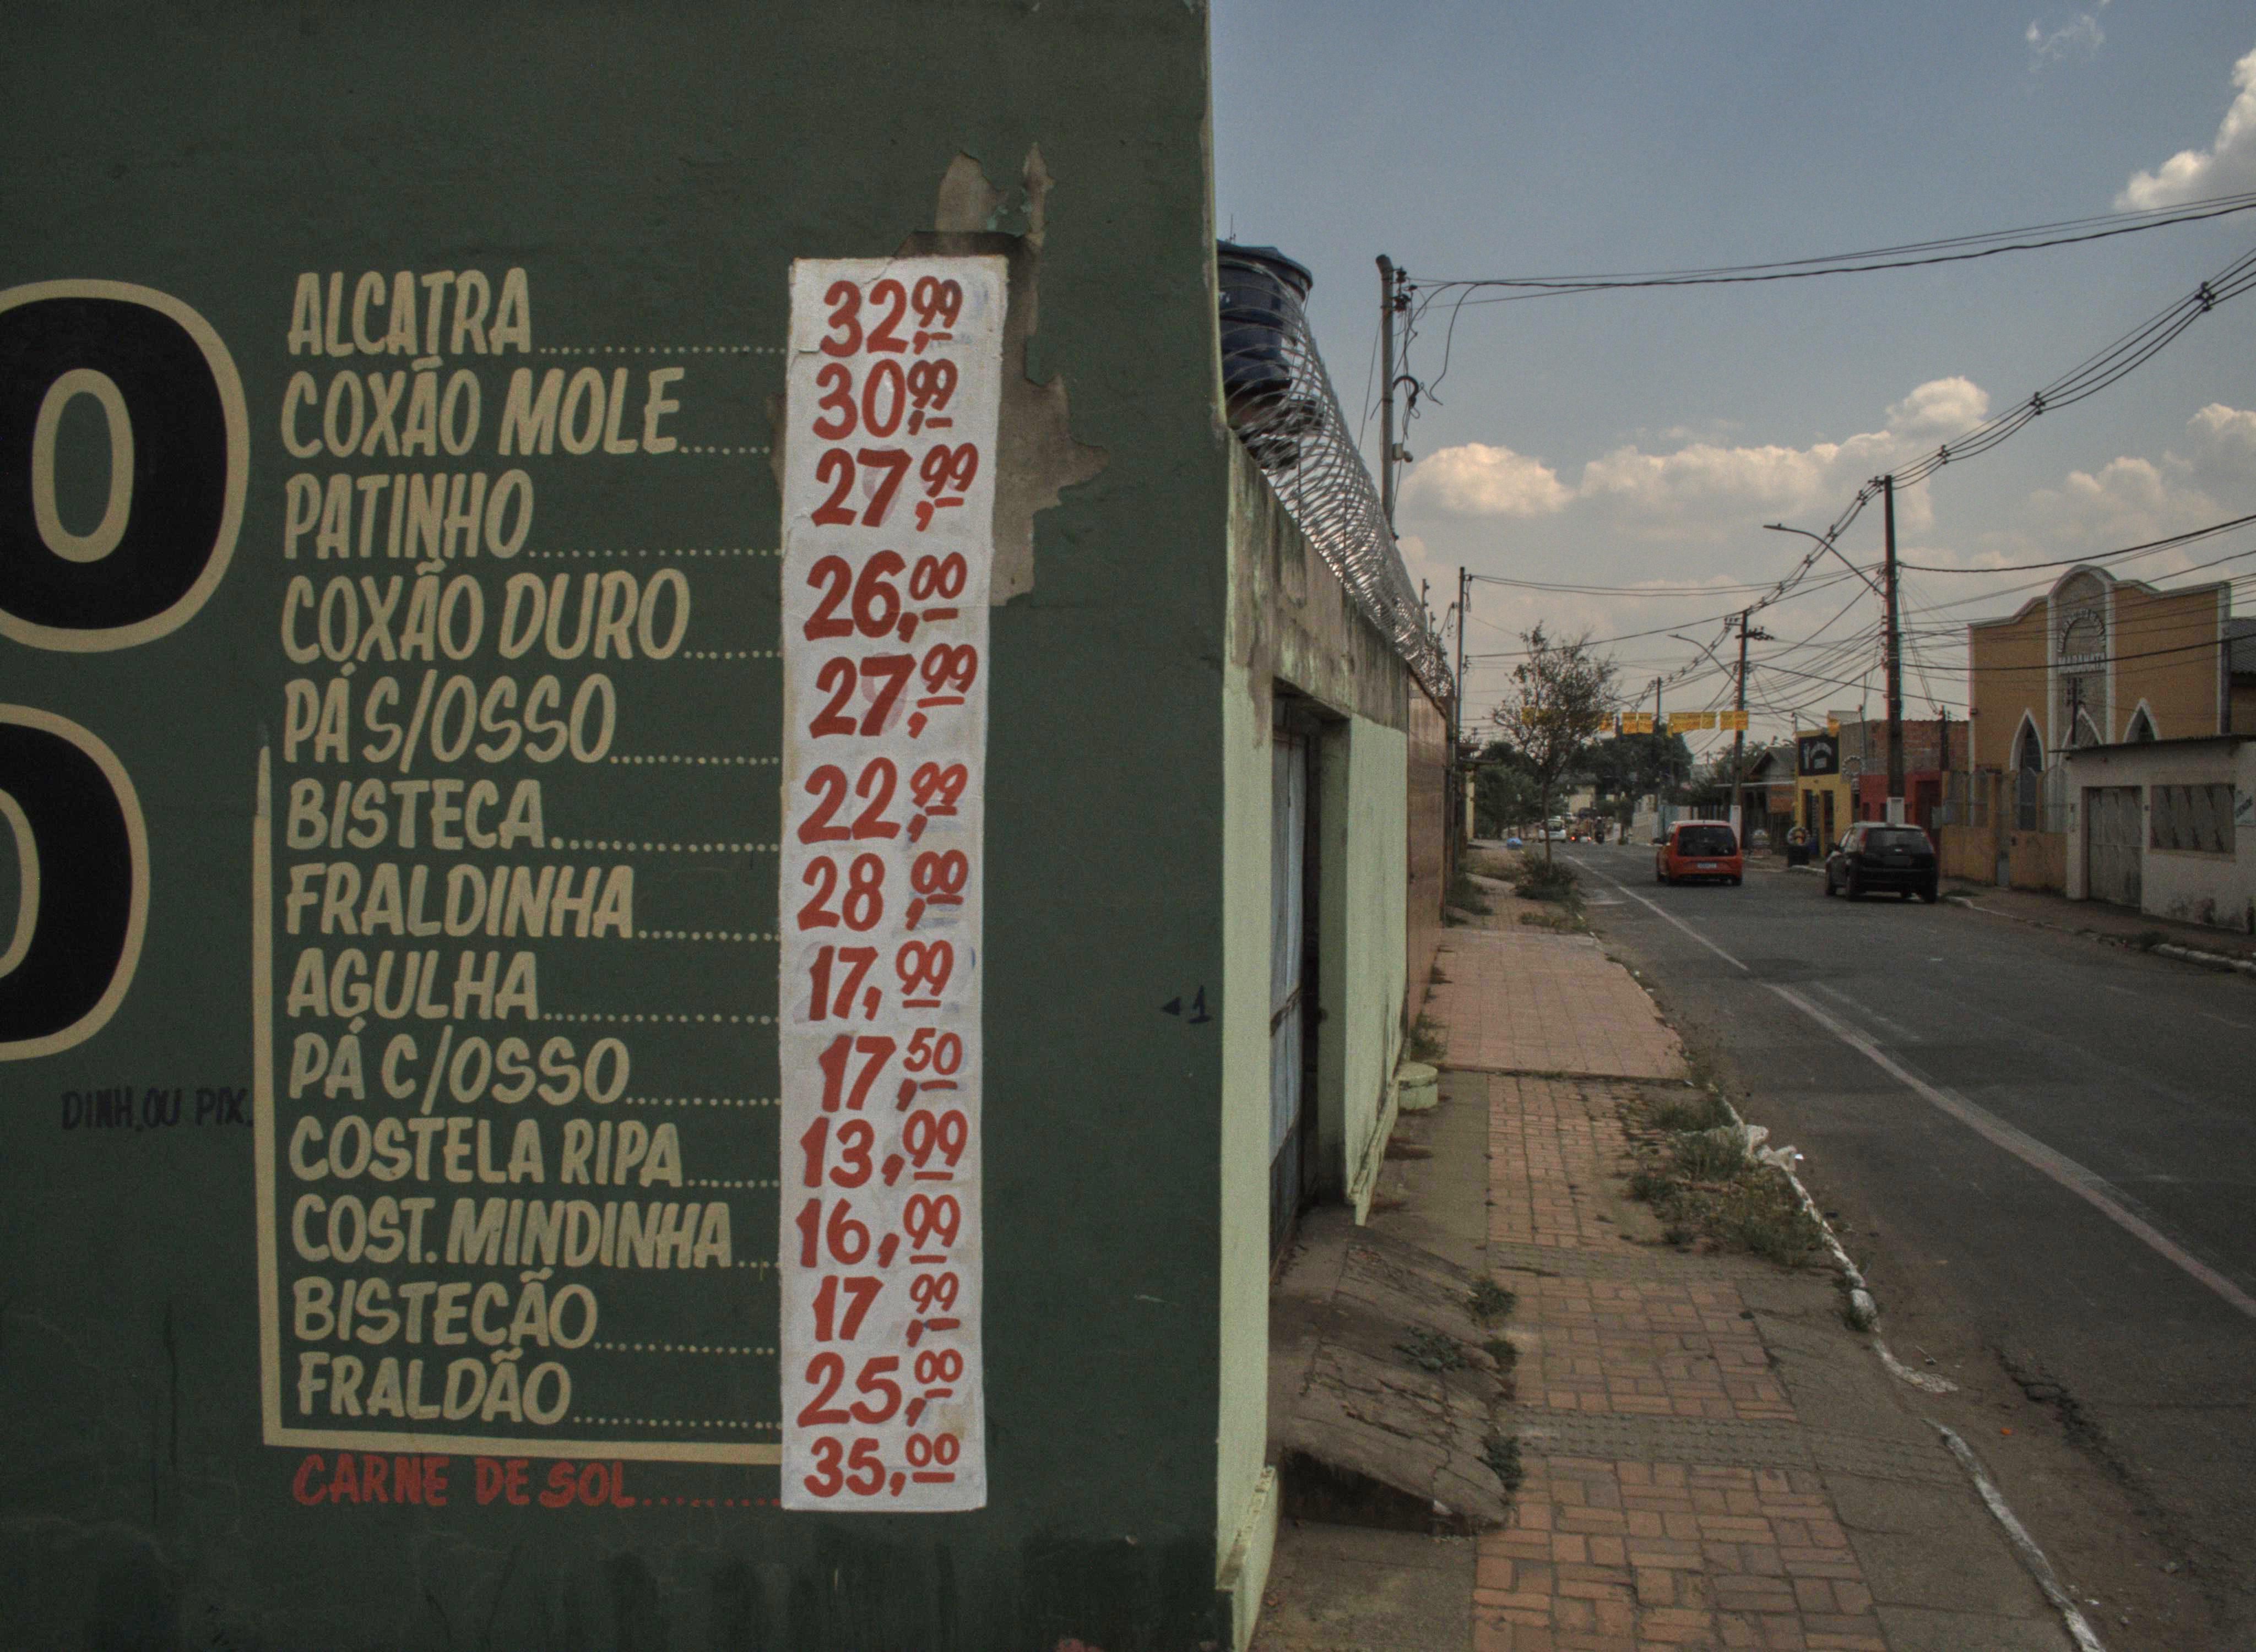 ALCATRA .............. 32,99
COXÃO MOLE...... 30,99
PATINHO.............. 27,99
COXÃO DURO...... 26,00
PÁ S/OSSO.......... 27,99
BISTECA.............. 22,99
FRALDINHA........ 28,00
AGULHA.............. 17,99
PÁ C/OSSO.......... 17,50
COSTELA RIPA...... 13,99
COST. MINDINHA... 16,99
BISTECÃO............ 17,99
FRALDÃO............ 25,00
CARNE DE SOL........ 35,00
DINH. OU PIX.
1
MARANATA